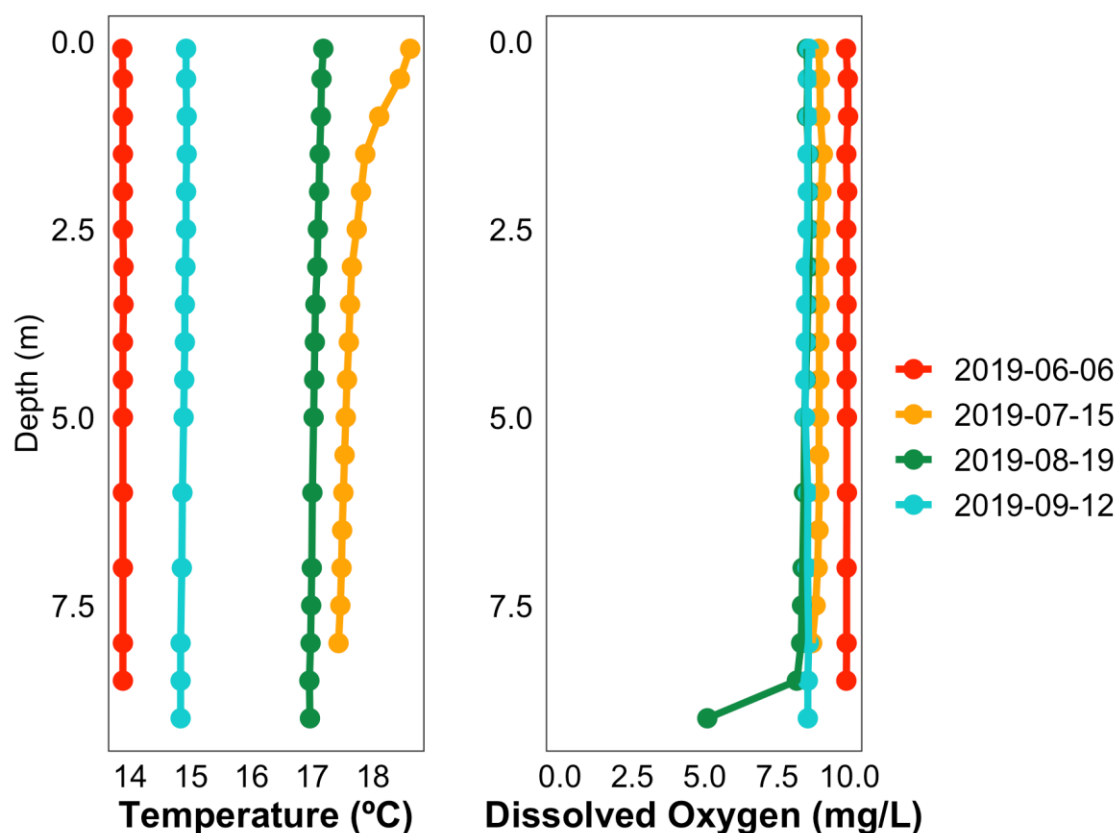 0.0
2.5
5.0
7.5
Depth (m)
14 15 16 17 18
Temperature (ºC)
0.0
2.5
5.0
7.5
0.0 2.5 5.0 7.5 10.0
Dissolved Oxygen (mg/L)
2019-06-06
2019-07-15
2019-08-19
2019-09-12